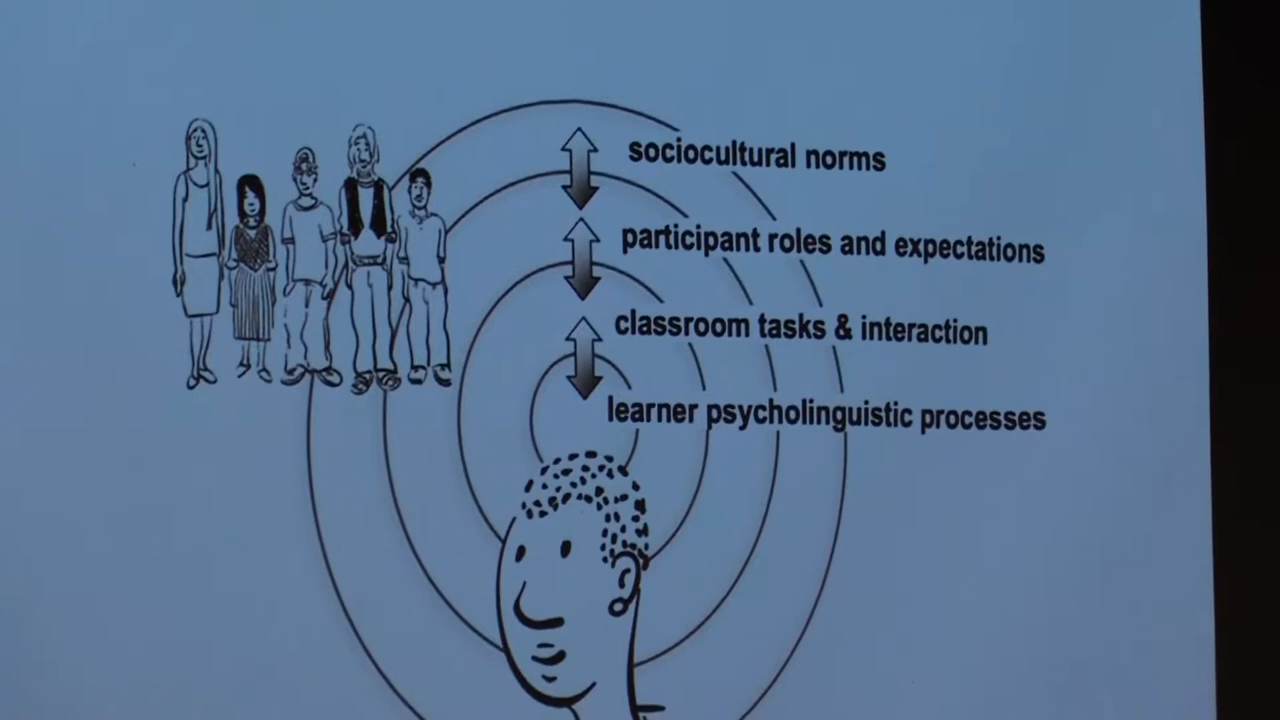 sociocultural norms
participant roles and expectations
classroom tasks & interaction
learner psycholinguistic processes